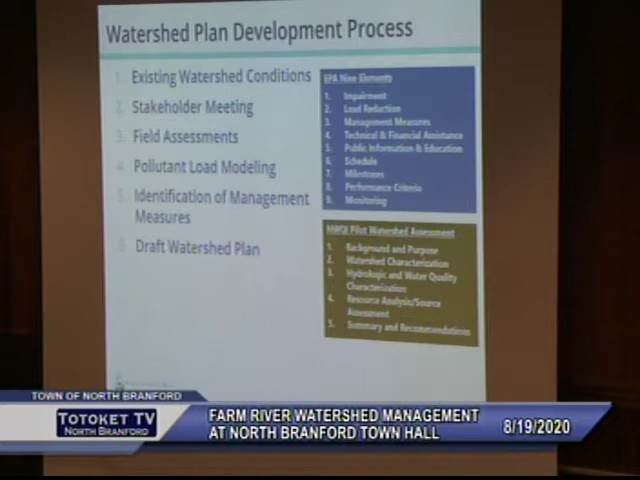 Watershed Plan Development Process
1. Existing Watershed Conditions
2. Stakeholder Meeting
3. Field Assessments
4. Pollutant Load Modeling
5. Identification of Management
Measures
6. Draft Watershed Plan
EPA Nine Elements
1. Impairment
2. Load Reduction
3. Management Measures
4. Technical & Financial Assistance
5. Public Information & Education
6. Schedule
7. Milestones
8. Performance Criteria
9. Monitoring
NWQI Pilot Watershed Assessment
1. Background and Purpose
2. Watershed Characterization
3. Hydrologic and Water Quality
Characterization
4. Resource Analysis/Source
Assessment
5. Summary and Recommendations
TOWN OF NORTH BRANFORD
TOTOKET TV
NORTH BRANFORD
FARM RIVER WATERSHED MANAGEMENT
AT NORTH BRANFORD TOWN HALL
8/19/2020